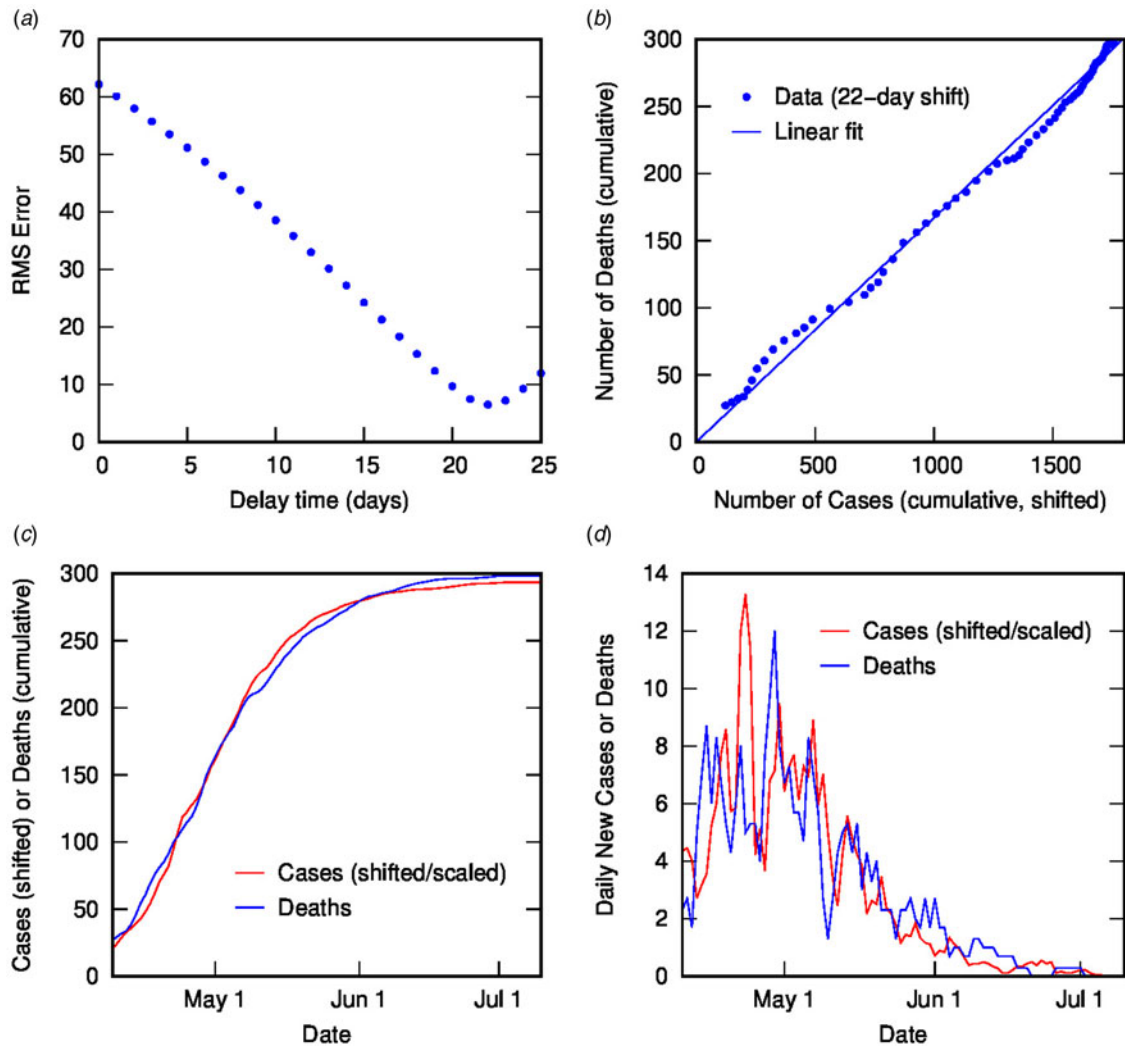 (a)
70
60
50
40
30
20
10
0
RMS Error
0 5 10 15 20 25
Delay time (days)
(b)
300
250
200
150
100
50
0
Number of Deaths (cumulative)
Data (22−day shift)
Linear fit
0 500 1000 1500
Number of Cases (cumulative, shifted)
(c)
300
250
200
150
100
50
0
Cases (shifted) or Deaths (cumulative)
Cases (shifted/scaled)
Deaths
May 1 Jun 1 Jul 1
Date
(d)
14
12
10
8
6
4
2
0
Daily New Cases or Deaths
Cases (shifted/scaled)
Deaths
May 1 Jun 1 Jul 1
Date